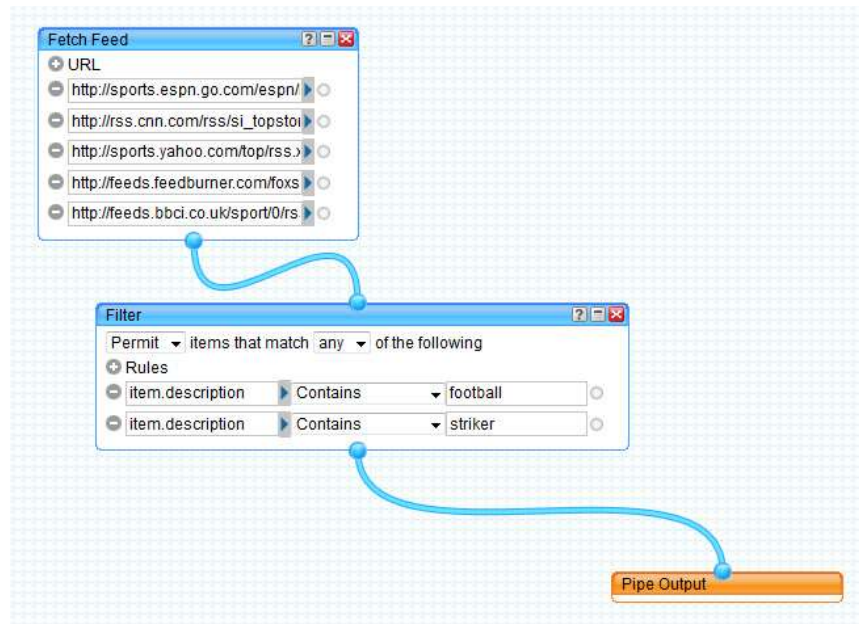 Fetch Feed
URL
http://sports.espn.go.com/espn/
http://rss.cnn.com/rss/si_topstor
http://sports.yahoo.com/top/rss.x
http://feeds.feedburner.com/foxs
http://feeds.bbci.co.uk/sport/0/rs
Filter
Permit items that match any of the following
Rules
item.description Contains football
item.description Contains striker
Pipe Output